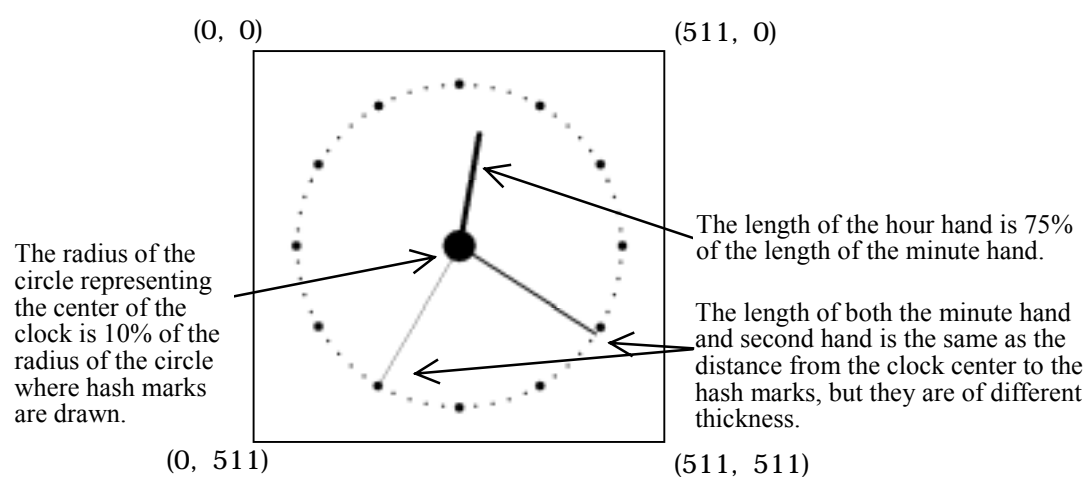 (0, 0)
(511, 0)
The length of the hour hand is 75%
of the length of the minute hand.
The radius of the
circle representing
the center of the
clock is 10% of the
radius of the circle
where hash marks
are drawn.
The length of both the minute hand
and second hand is the same as the
distance from the clock center to the
hash marks, but they are of different
thickness.
(0, 511)
(511, 511)